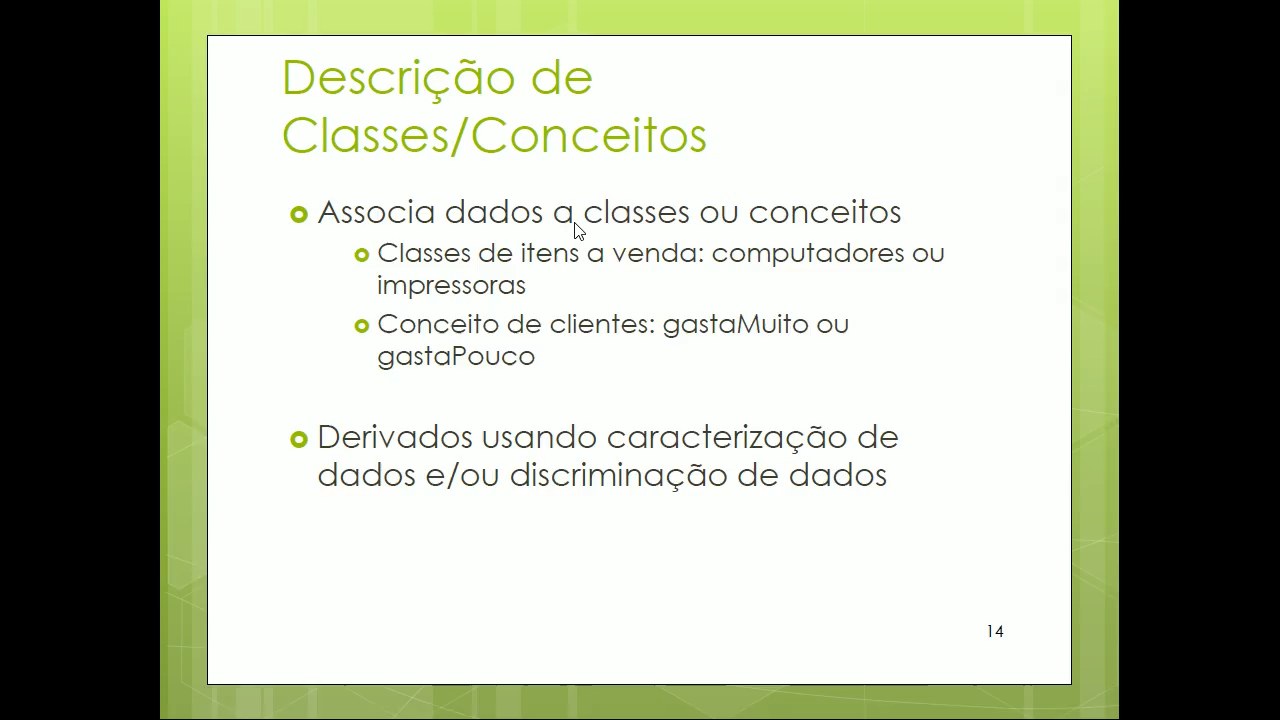 Descrição de
Classes/Conceitos
Associa dados a classes ou conceitos
Classes de itens a venda: computadores ou
impressoras
Conceito de clientes: gastaMuito ou
gastaPouco
Derivados usando caracterização de
dados e/ou discriminação de dados
14